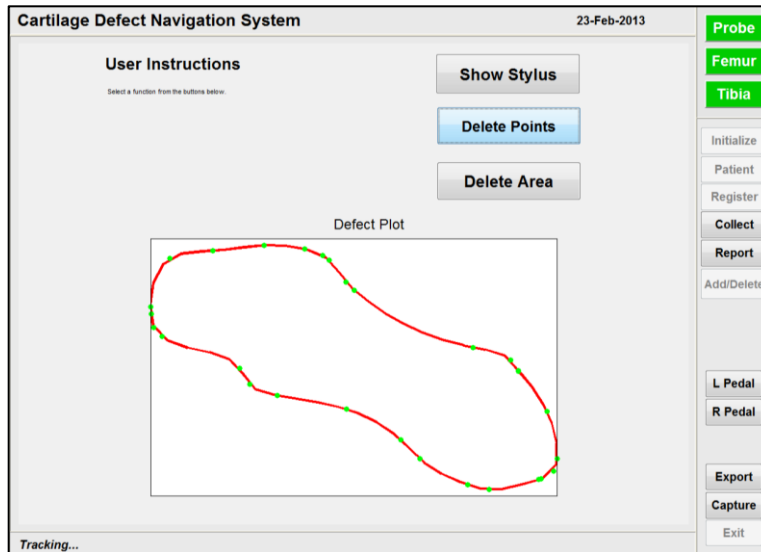 Cartilage Defect Navigation System
23-Feb-2013
User Instructions
Select a function from the buttons below.
Show Stylus
Delete Points
Delete Area
Defect Plot
Probe
Femur
Tibia
Initialize
Patient
Register
Collect
Report
Add/Delete
L Pedal
R Pedal
Export
Capture
Exit
Tracking...